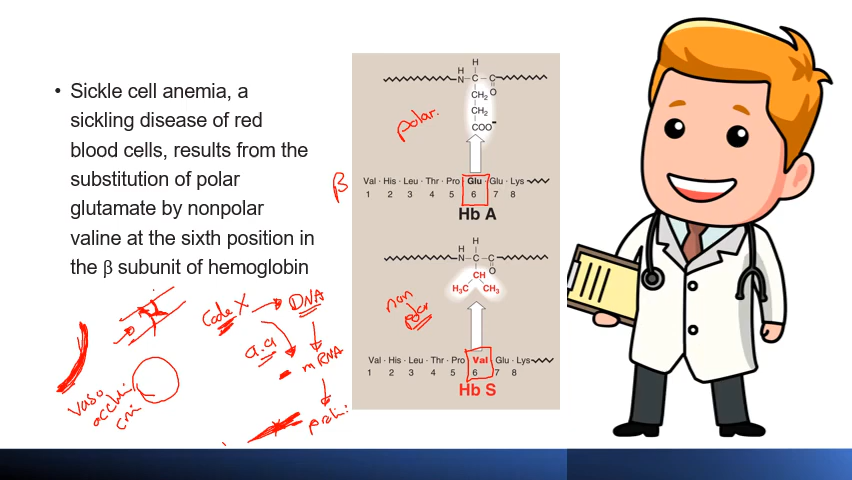 • Sickle cell anemia, a
sickling disease of red
blood cells, results from the
substitution of polar
glutamate by nonpolar
valine at the sixth position in
the β subunit of hemoglobin
H
H
N C C
O
CH₂
CH₂
COO⁻
polar.
β
Val · His · Leu · Thr · Pro · Glu · Glu · Lys
1 2 3 4 5 6 7 8
Hb A
H
H
N C C
O
CH
H₃C CH₃
non
polar
Val · His · Leu · Thr · Pro · Val · Glu · Lys
1 2 3 4 5 6 7 8
Hb S
Code X → DNA
a.a
mRNA
vaso